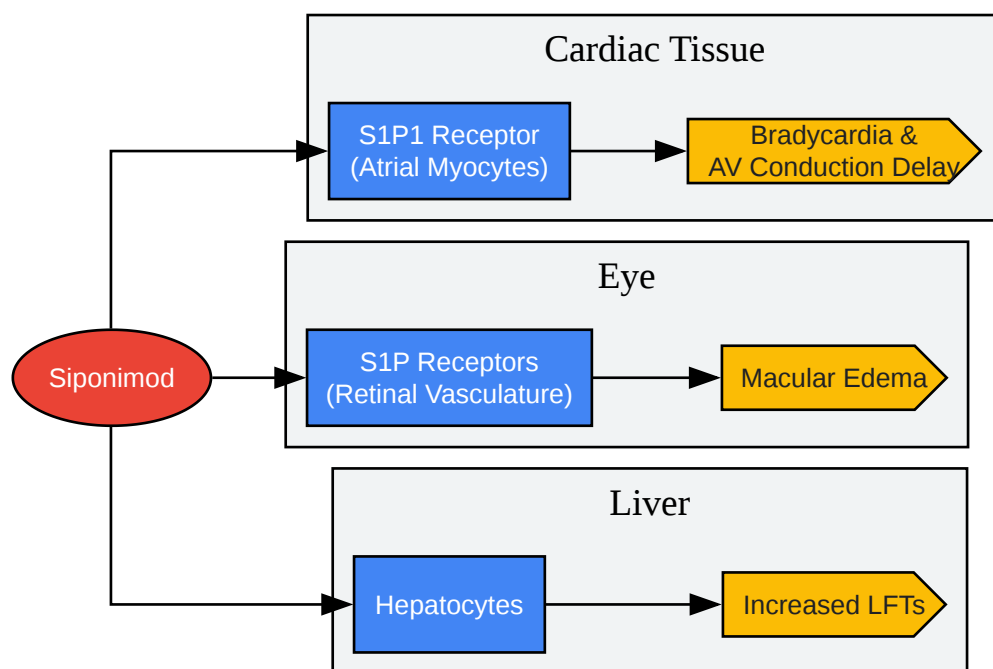 Cardiac Tissue
S1P1 Receptor
(Atrial Myocytes)
Bradycardia &
AV Conduction Delay
Eye
Siponimod
S1P Receptors
(Retinal Vasculature)
Macular Edema
Liver
Hepatocytes
Increased LFTs